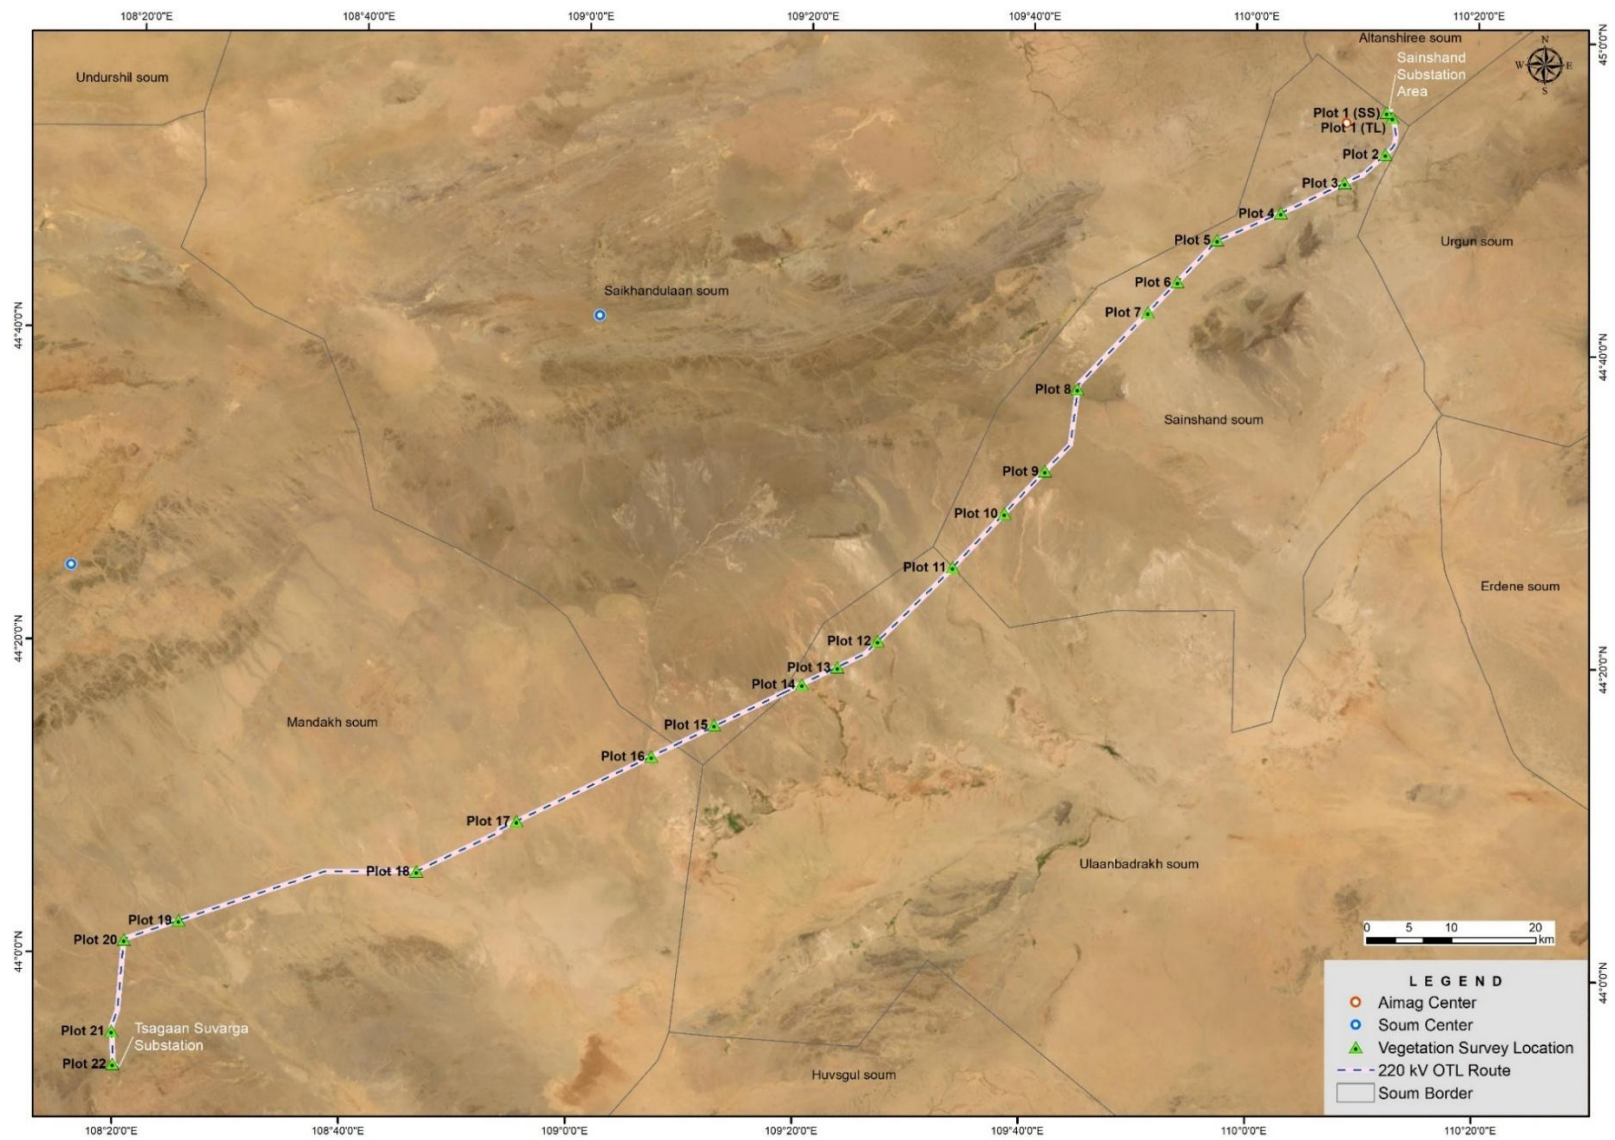 108°20'0"E
108°40'0"E
109°0'0"E
109°20'0"E
109°40'0"E
110°0'0"E
110°20'0"E
45°0'0"N
Altanshiree soum
N
W
E
S
Sainshand
Substation
Area
Undurshil soum
Plot 1 (SS)
Plot 1 (TL)
Plot 2
Plot 3
Plot 4
Plot 5
Urgun soum
Plot 6
Saikhandulaan soum
Plot 7
44°40'0"N
44°40'0"N
Plot 8
Sainshand soum
Plot 9
Plot 10
Plot 11
Erdene soum
44°20'0"N
Plot 12
Plot 13
44°20'0"N
Plot 14
Mandakh soum
Plot 15
Plot 16
Plot 17
Ulaanbadrakh soum
Plot 18
Plot 19
Plot 20
0 5 10 20
km
44°0'0"N
44°0'0"N
LEGEND
Aimag Center
Soum Center
Vegetation Survey Location
220 kV OTL Route
Soum Border
Plot 21
Tsagaan Suvarga
Substation
Plot 22
Huvsgul soum
108°20'0"E
108°40'0"E
109°0'0"E
109°20'0"E
109°40'0"E
110°0'0"E
110°20'0"E